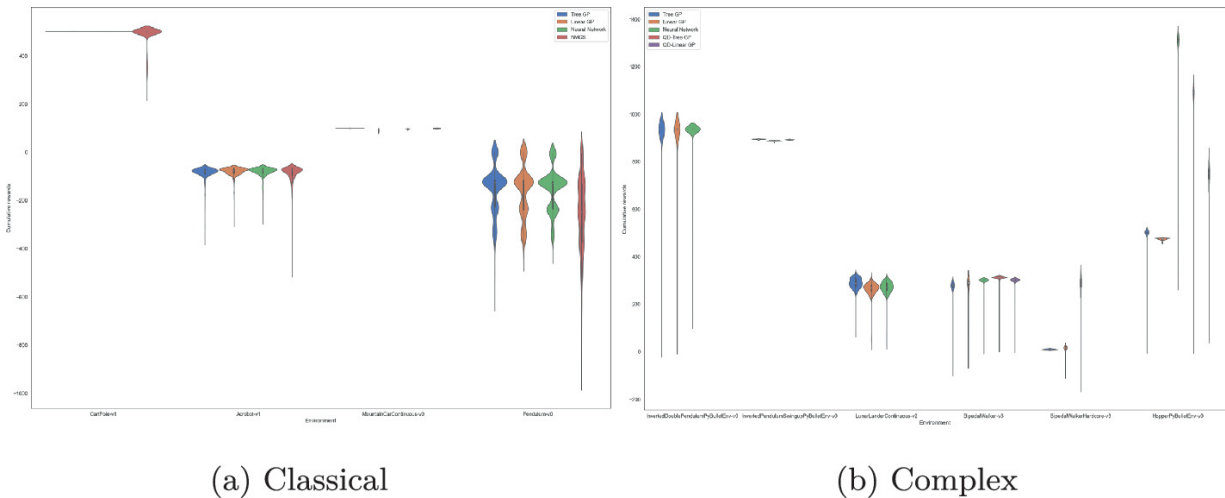 Tree GP
Linear GP
Neural Network
NMCS
400
200
0
−200
−400
−600
−800
−1000
Cumulative rewards
CartPole-v1
Acrobot-v1
MountainCarContinuous-v0
Pendulum-v0
Environment
(a) Classical
Tree GP
Linear GP
Neural Network
QD-Tree GP
QD-Linear GP
1400
1200
1000
800
600
400
200
0
−200
Cumulative rewards
InvertedDoublePendulumPyBulletEnv-v0
InvertedPendulumSwingupPyBulletEnv-v0
LunarLanderContinuous-v2
BipedalWalker-v3
BipedalWalkerHardcore-v3
HopperPyBulletEnv-v0
Environment
(b) Complex